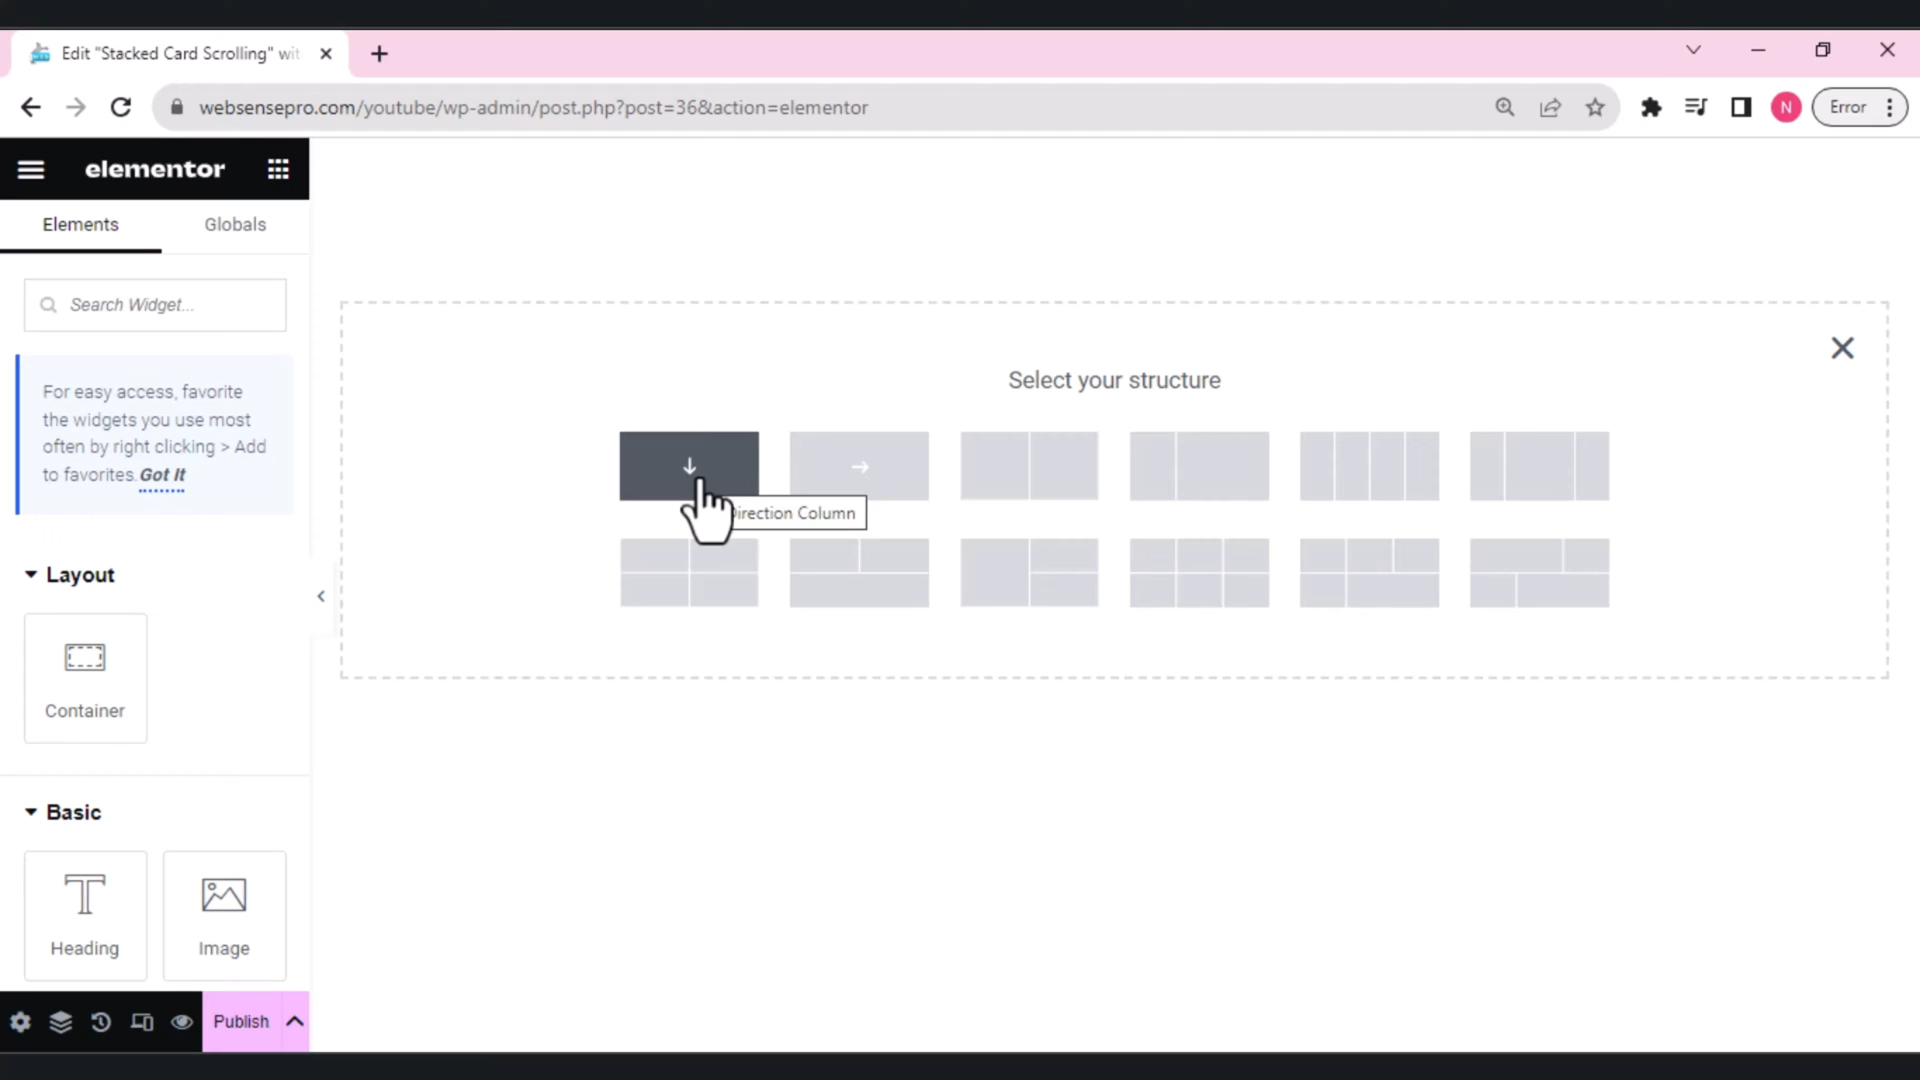 Edit "Stacked Card Scrolling" wit
websensepro.com/youtube/wp-admin/post.php?post=36&action=elementor
N
Error
elementor
Elements
Globals
Search Widget...
For easy access, favorite
the widgets you use most
often by right clicking > Add
to favorites. Got It
Select your structure
Direction Column
Layout
Container
Basic
Heading
Image
Publish